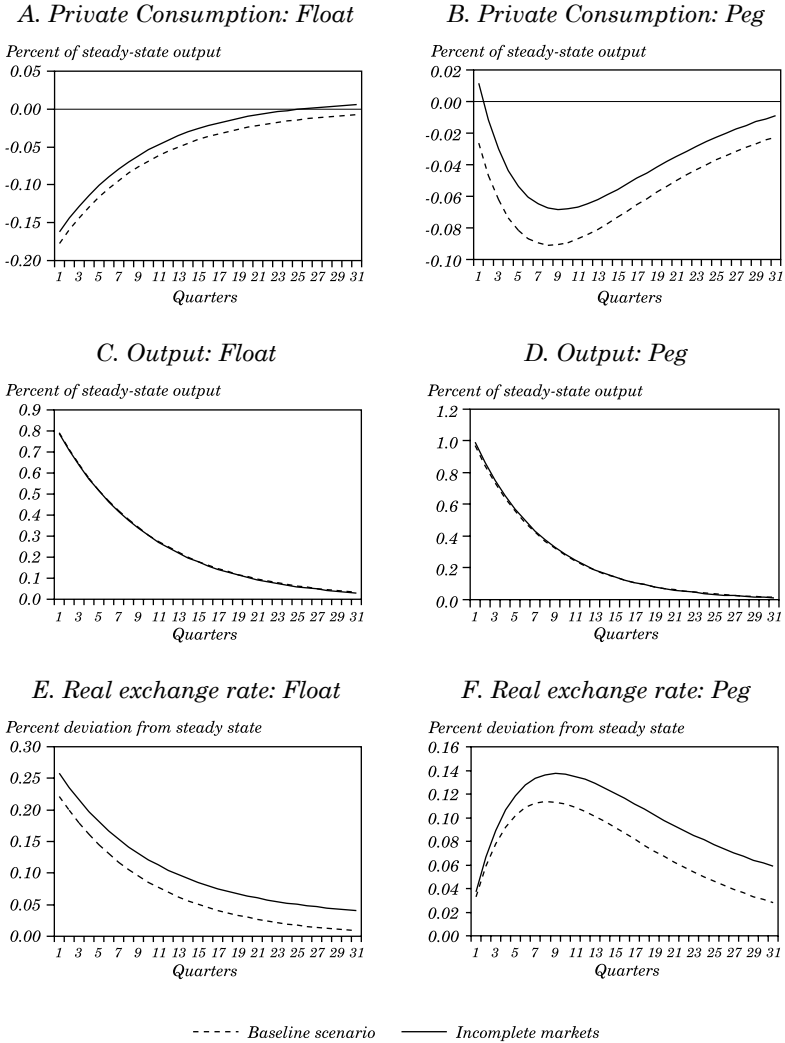 A. Private Consumption: Float
Percent of steady-state output
0.05
0.00
-0.05
-0.10
-0.15
-0.20
1 3 5 7 9 11 13 15 17 19 21 23 25 27 29 31
Quarters
B. Private Consumption: Peg
Percent of steady-state output
0.02
0.00
-0.02
-0.04
-0.06
-0.08
-0.10
1 3 5 7 9 11 13 15 17 19 21 23 25 27 29 31
Quarters
C. Output: Float
Percent of steady-state output
0.9
0.8
0.7
0.6
0.5
0.4
0.3
0.2
0.1
0.0
1 3 5 7 9 11 13 15 17 19 21 23 25 27 29 31
Quarters
D. Output: Peg
Percent of steady-state output
1.2
1.0
0.8
0.6
0.4
0.2
0.0
1 3 5 7 9 11 13 15 17 19 21 23 25 27 29 31
Quarters
E. Real exchange rate: Float
Percent deviation from steady state
0.30
0.25
0.20
0.15
0.10
0.05
0.00
1 3 5 7 9 11 13 15 17 19 21 23 25 27 29 31
Quarters
F. Real exchange rate: Peg
Percent deviation from steady state
0.16
0.14
0.12
0.10
0.08
0.06
0.04
0.02
0.00
1 3 5 7 9 11 13 15 17 19 21 23 25 27 29 31
Quarters
Baseline scenario
Incomplete markets